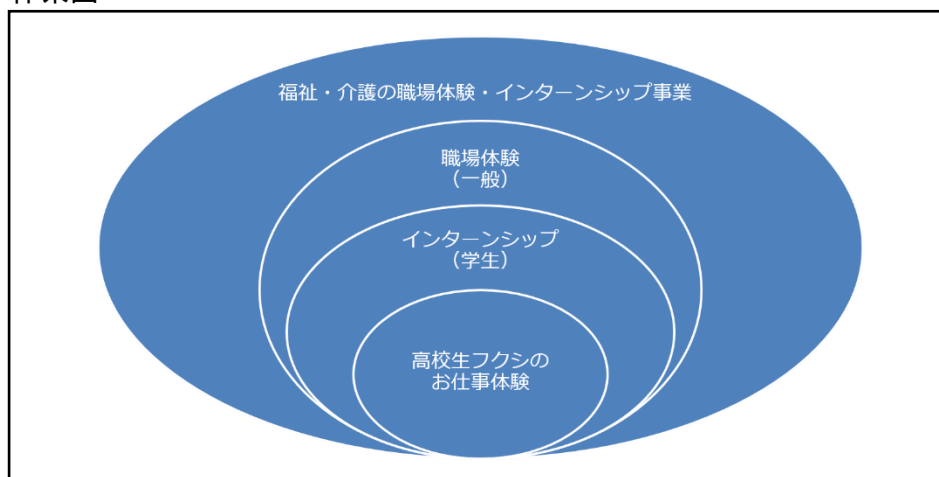 福祉・介護の職場体験・インターンシップ事業
職場体験
（一般）
インターンシップ
（学生）
高校生フクシの
お仕事体験